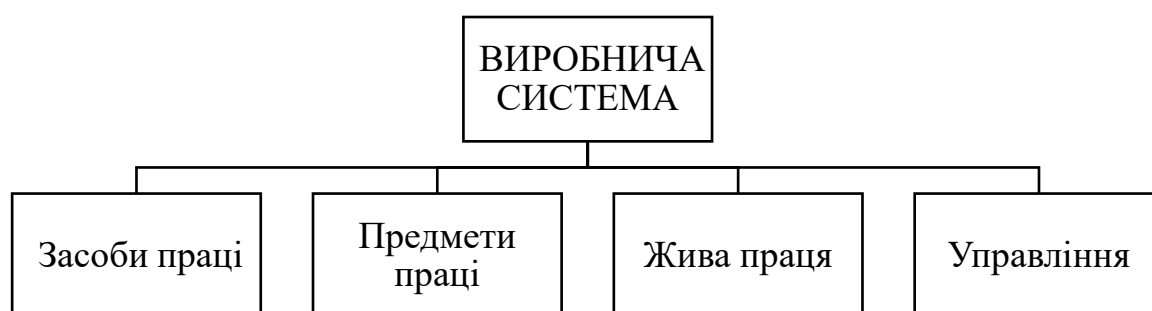 ВИРОБНИЧА
СИСТЕМА
Засоби праці
Предмети
праці
Жива праця
Управління